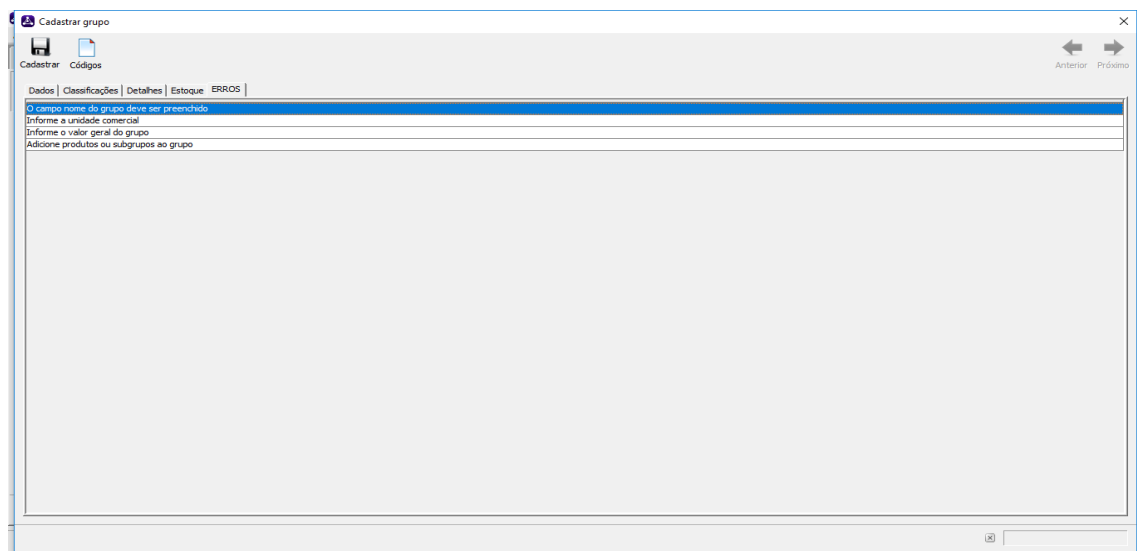 Cadastrar grupo
Cadastrar Códigos Anterior Próximo
Dados Classificações Detalhes Estoque ERROS
O campo nome do grupo deve ser preenchido
Informe a unidade comercial
Informe o valor geral do grupo
Adicione produtos ou subgrupos ao grupo